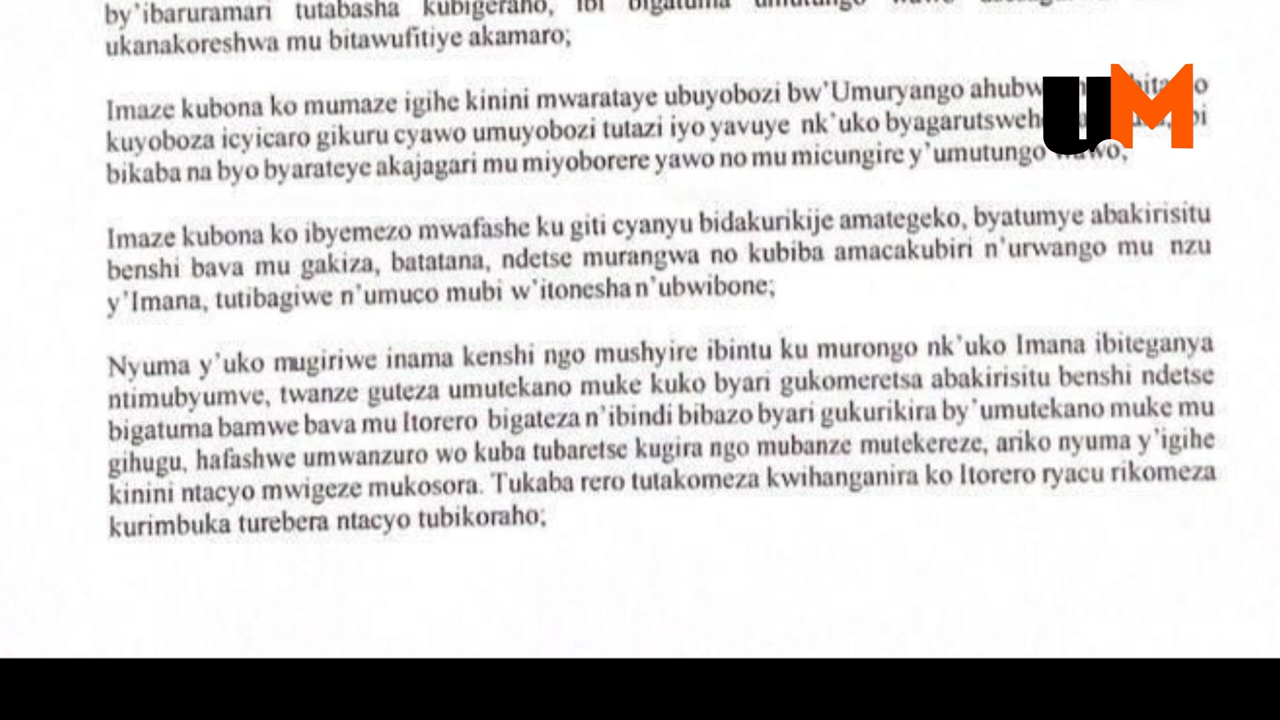 by'ibaruramari tutabasha kubigeraho, ibi bigatuma umutungo wawo
ukanakoreshwa mu bitawufitiye akamaro;
Imaze kubona ko mumaze igihe kinini mwarataye ubuyobozi bw'Umuryango
kuyoboza icyicaro gikuru cyawo umuyobozi tutazi iyo yavuye nk'uko
bikaba na byo byarateye akajagari mu miyoborere yawo no mu micungire y'umutungo wawo,
UM
Imaze kubona ko ibyemezo mwafashe ku giti cyanyu bidakurikije amategeko, byatumye abakirisitu
benshi bava mu gakiza, batatana, ndetse murangwa no kubiba amacakubiri n'urwango mu nzu
y'Imana, tutibagiwe n'umuco mubi w'itonesha n'ubwibone;
Nyuma y'uko mugiriwe inama kenshi ngo mushyire ibintu ku murongo nk'uko Imana ibiteganya
ntimubyumve, twanze guteza umutekano muke kuko byari gukomeretsa abakirisitu benshi ndetse
bigatuma bamwe bava mu Itorero bigateza n'ibindi bibazo byari gukurikira by'umutekano muke mu
gihugu, hafashwe umwanzuro wo kuba tubaretse kugira ngo mubanze mutekereze, ariko nyuma y'igihe
kinini ntacyo mwigeze mukosora. Tukaba rero tutakomeza kwihanganira ko Itorero ryacu rikomeza
kurimbuka turebera ntacyo tubikoraho;